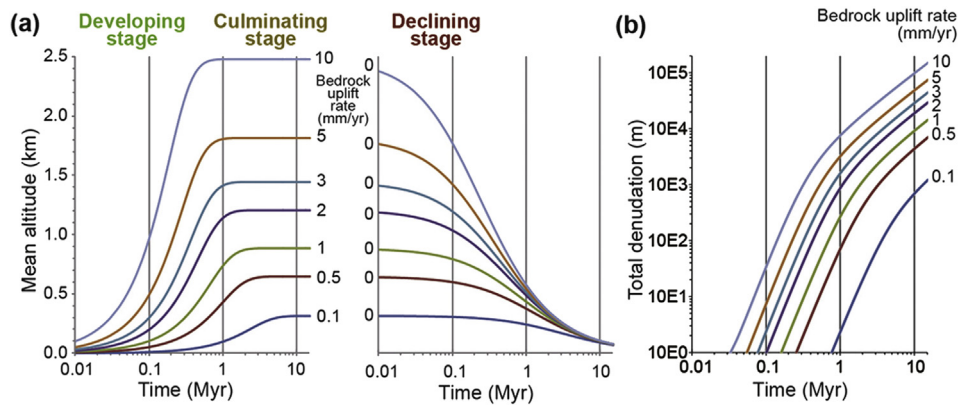 (a)
Developing
stage
Culminating
stage
Declining
stage
Mean altitude (km)
2.5
2.0
1.5
1.0
0.5
0.0
0.01
0.1
1
10
Time (Myr)
10
5
3
2
1
0.5
0.1
Bedrock
uplift
rate
(mm/yr)
0
0
0
0
0
0
0
0.01
0.1
1
10
Time (Myr)
(b)
Bedrock uplift rate
(mm/yr)
Total denudation (m)
10E5
10E4
10E3
10E2
10E1
10E0
0.01
0.1
1
10
Time (Myr)
10
5
3
2
1
0.5
0.1